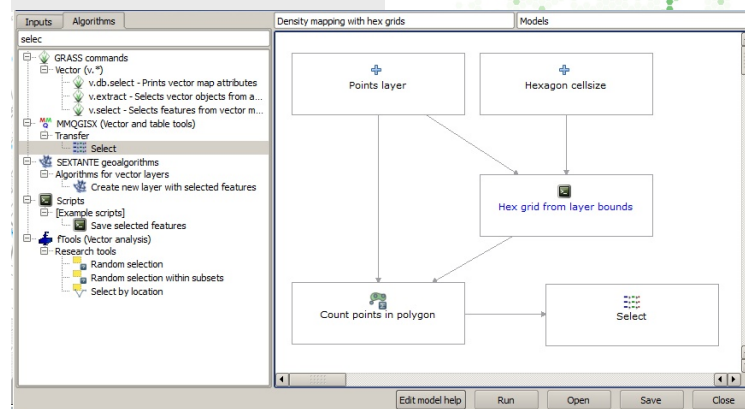 Inputs
Algorithms
selec
GRASS commands
Vector (v.*)
v.db.select - Prints vector map attributes
v.extract - Selects vector objects from a...
v.select - Selects features from vector m...
MMQGISX (Vector and table tools)
Transfer
Select
SEXTANTE geoalgorithms
Algorithms for vector layers
Create new layer with selected features
Scripts
[Example scripts]
Save selected features
fTools (Vector analysis)
Research tools
Random selection
Random selection within subsets
Select by location
Density mapping with hex grids
Models
Points layer
Hexagon cellsize
Hex grid from layer bounds
Count points in polygon
Select
Edit model help
Run
Open
Save
Close